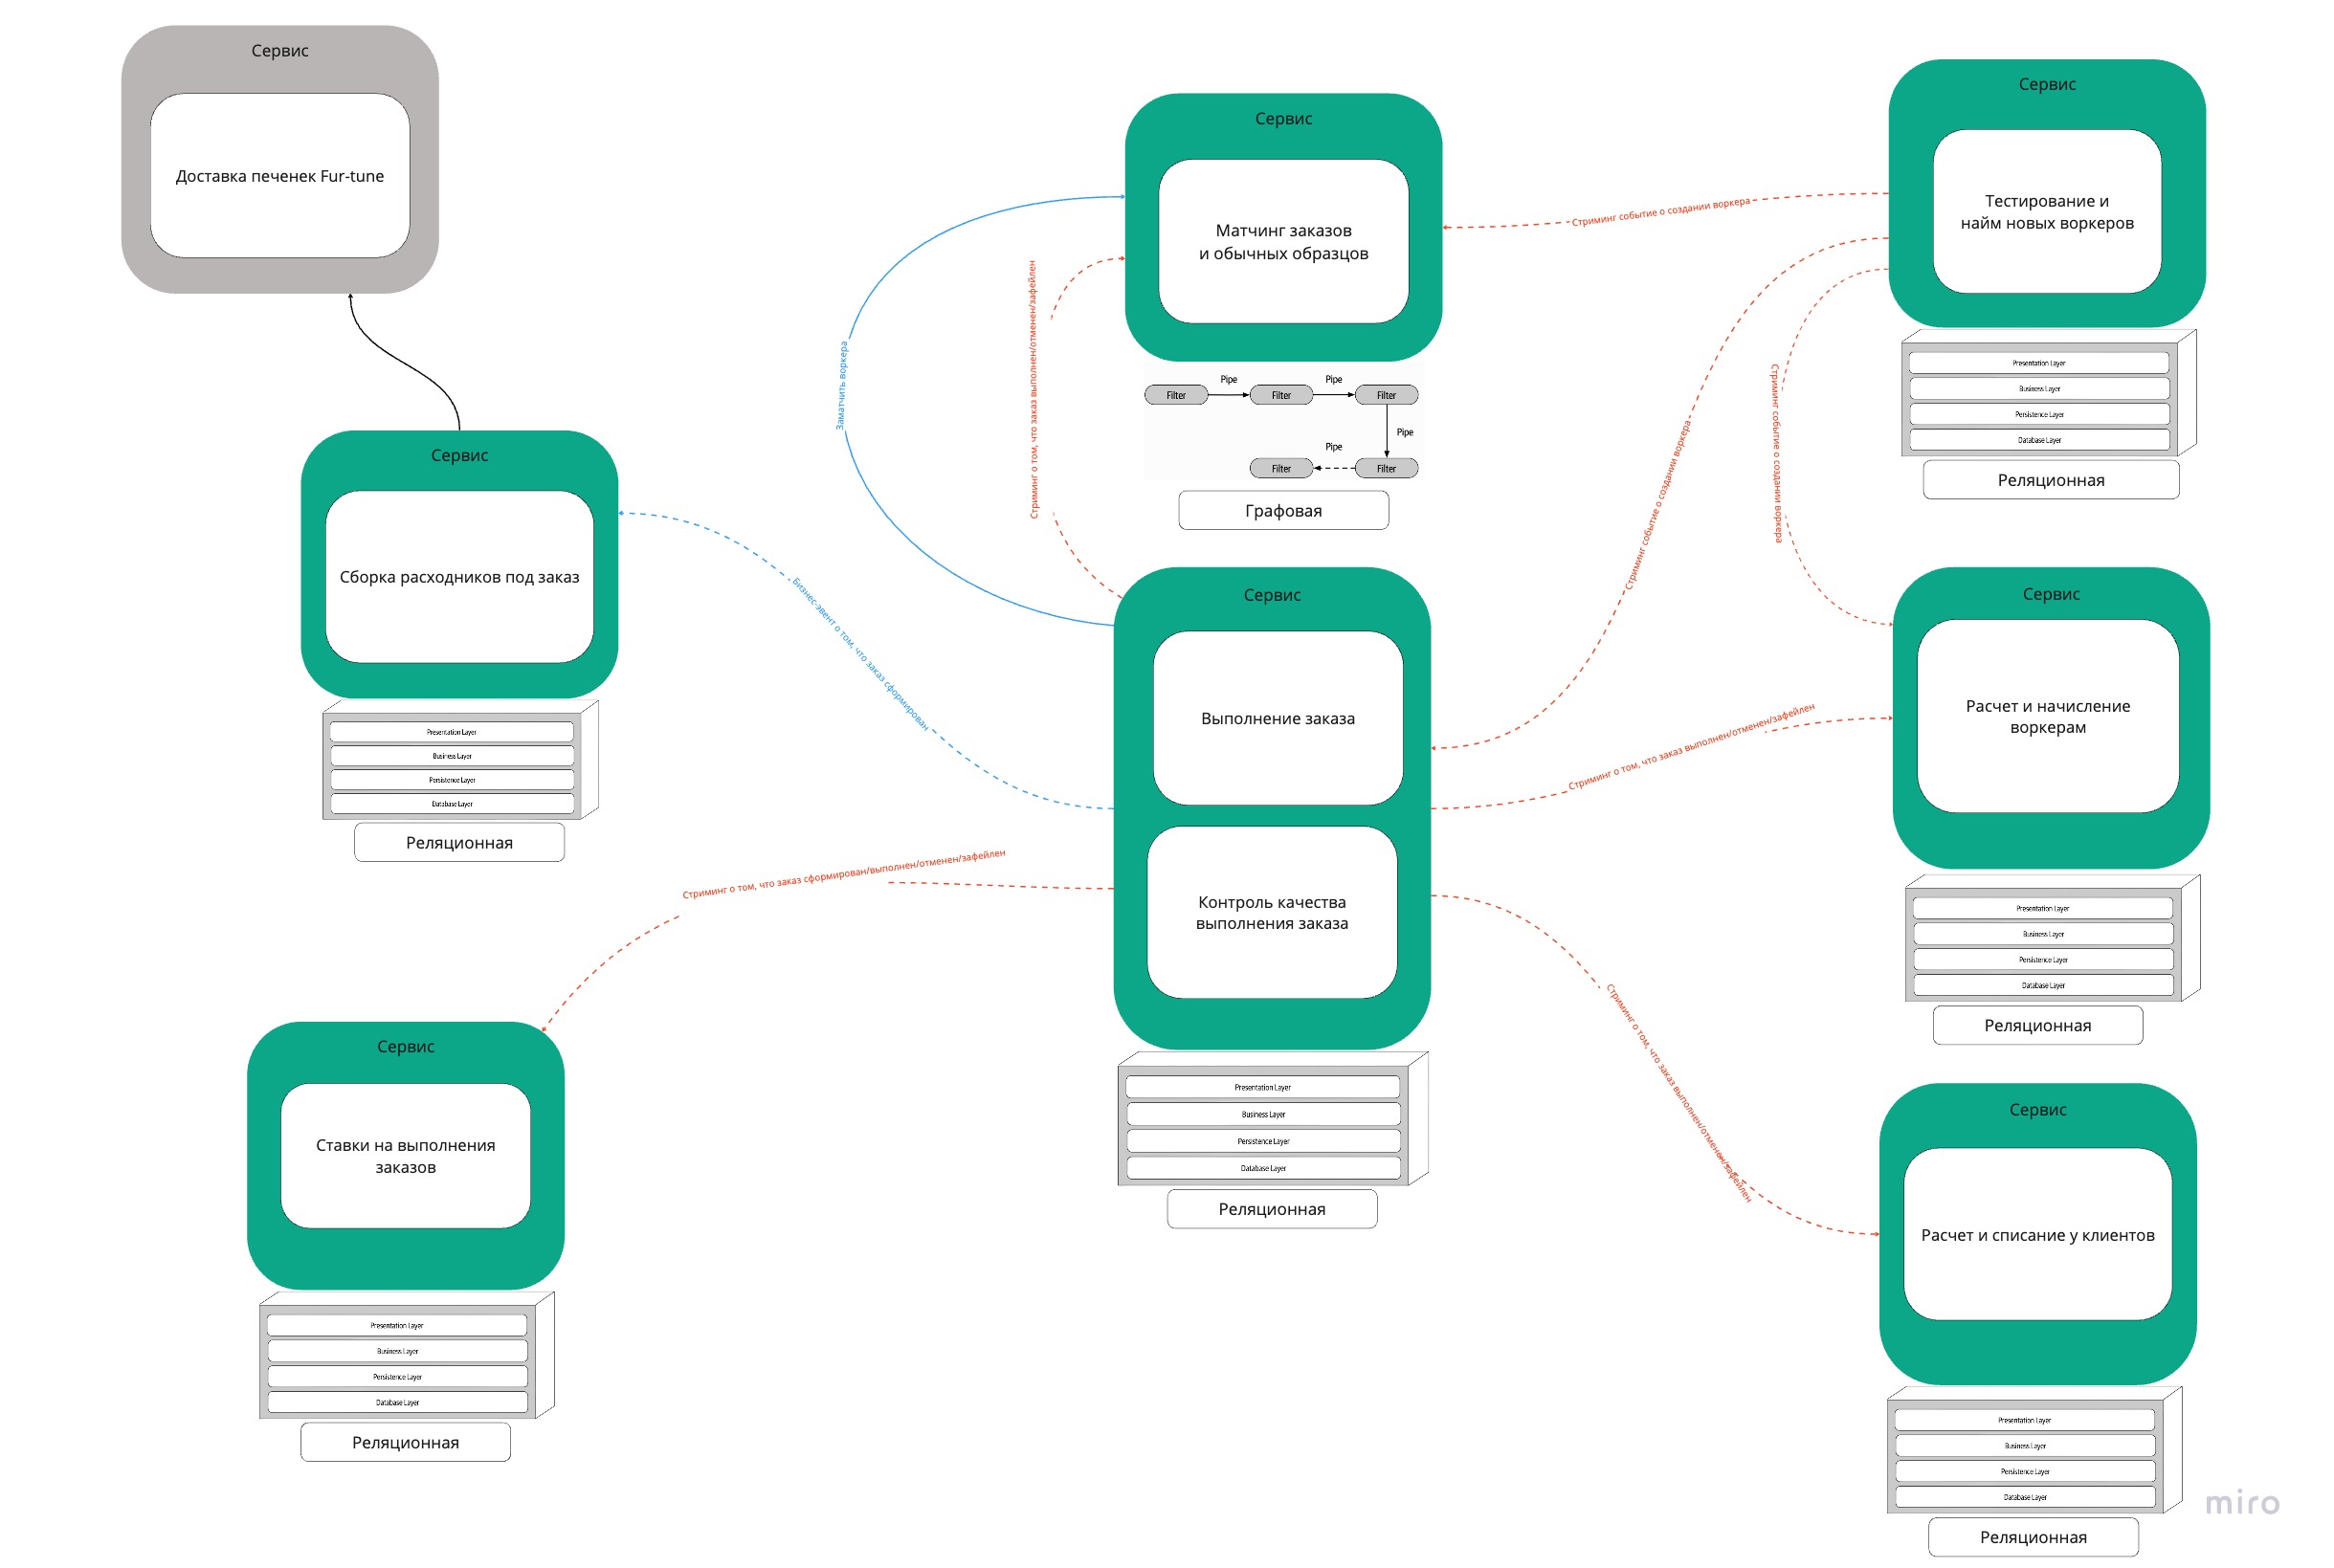 Сервис
Доставка печенек Fur-tune
Сервис
Матчинг заказов
и обычных образцов
Pipe
Pipe
Filter
Filter
Filter
Pipe
Pipe
Filter
Filter
Графовая
Сервис
Тестирование и
найм новых воркеров
Presentation Layer
Business Layer
Persistence Layer
Database Layer
Реляционная
Стриминг событие о создании воркера
Стриминг событие о создании воркера
Стриминг событие о создании воркера
Заматчить воркера
Стриминг о том, что заказ выполнен/отменен/зафейлен
Сервис
Сборка расходников под заказ
Presentation Layer
Business Layer
Persistence Layer
Database Layer
Реляционная
Бизнес-эвент о том, что заказ сформирован
Сервис
Выполнение заказа
Контроль качества
выполнения заказа
Presentation Layer
Business Layer
Persistence Layer
Database Layer
Реляционная
Стриминг о том, что заказ выполнен/отменен/зафейлен
Сервис
Расчет и начисление
воркерам
Presentation Layer
Business Layer
Persistence Layer
Database Layer
Реляционная
Стриминг о том, что заказ сформирован/выполнен/отменен/зафейлен
Сервис
Ставки на выполнения
заказов
Presentation Layer
Business Layer
Persistence Layer
Database Layer
Реляционная
Стриминг о том, что заказ выполнен/отменен/зафейлен
Сервис
Расчет и списание у клиентов
Presentation Layer
Business Layer
Persistence Layer
Database Layer
Реляционная
miro